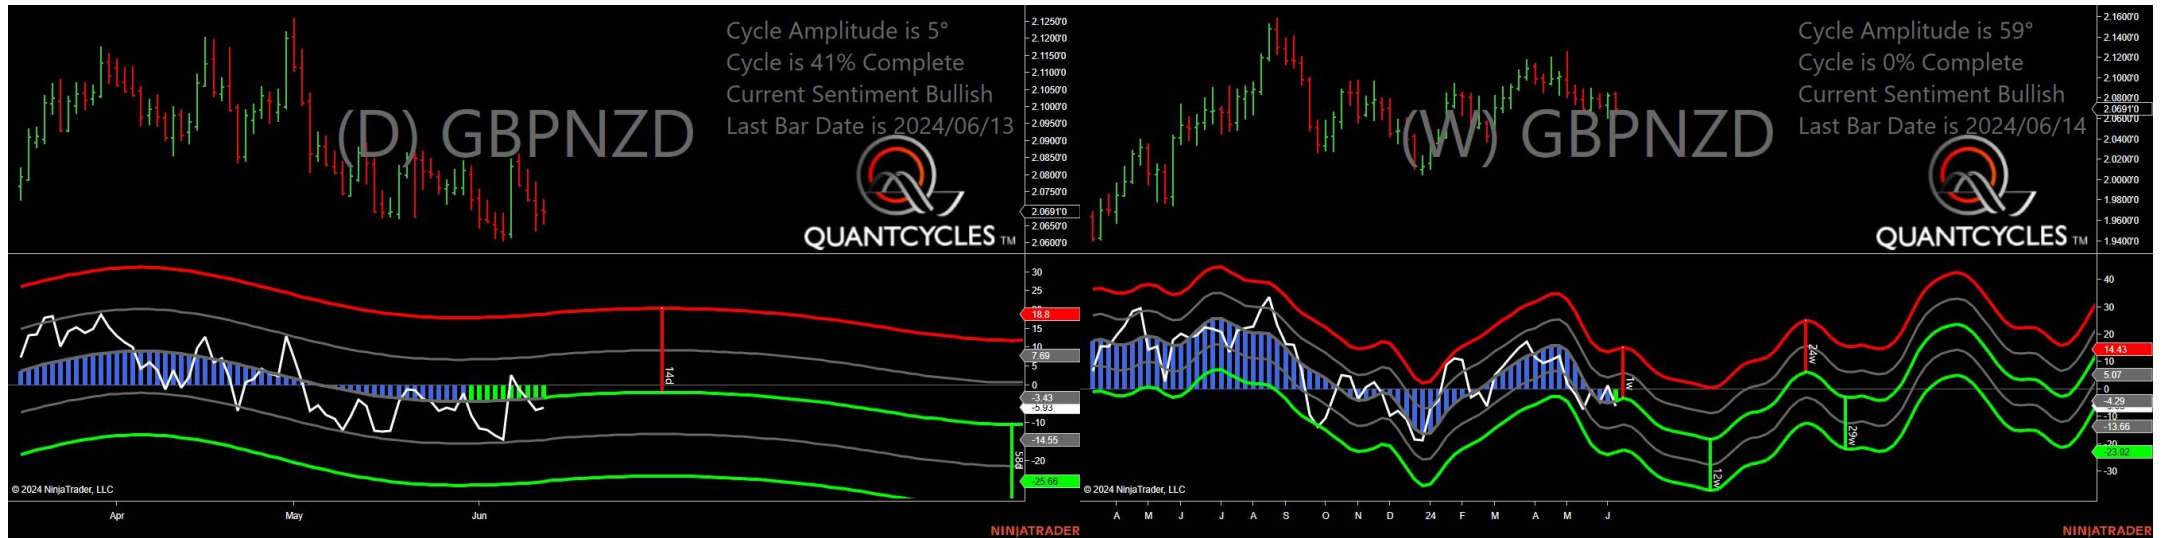 Cycle Amplitude is 5°
Cycle is 41% Complete
Current Sentiment Bullish
Last Bar Date is 2024/06/13
(D) GBPNZD
QUANTCYCLES TM
2.1250'0
2.1200'0
2.1150'0
2.1100'0
2.1050'0
2.1000'0
2.0950'0
2.0900'0
2.0850'0
2.0800'0
2.0750'0
2.0691'0
2.0650'0
2.0600'0
30
25
18.8
15
10
7.69
5
0
-3.43
-5.93
-10
-14.55
-20
-25.66
14d
58d
© 2024 NinjaTrader, LLC
Apr May Jun
NINJATRADER
Cycle Amplitude is 59°
Cycle is 0% Complete
Current Sentiment Bullish
Last Bar Date is 2024/06/14
(W) GBPNZD
QUANTCYCLES TM
2.1600'0
2.1400'0
2.1200'0
2.1000'0
2.0800'0
2.0691'0
2.0600'0
2.0400'0
2.0200'0
2.0000'0
1.9800'0
1.9600'0
1.9400'0
40
30
20
14.43
10
5.07
0
-4.29
-10
-13.66
-20
-23.02
-30
1w
12w
24w
29w
© 2024 NinjaTrader, LLC
A M J J A S O N D 24 F M A M J
NINJATRADER